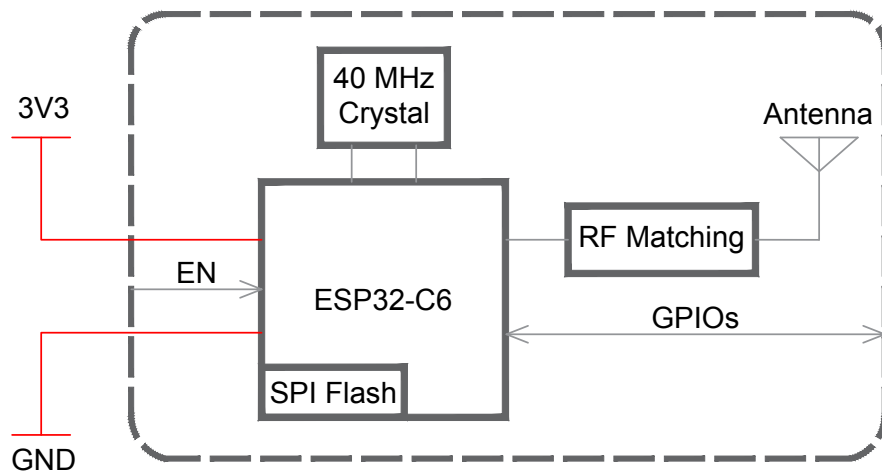 40 MHz
Crystal
3V3
Antenna
RF Matching
EN
ESP32-C6
GPIOs
SPI Flash
GND